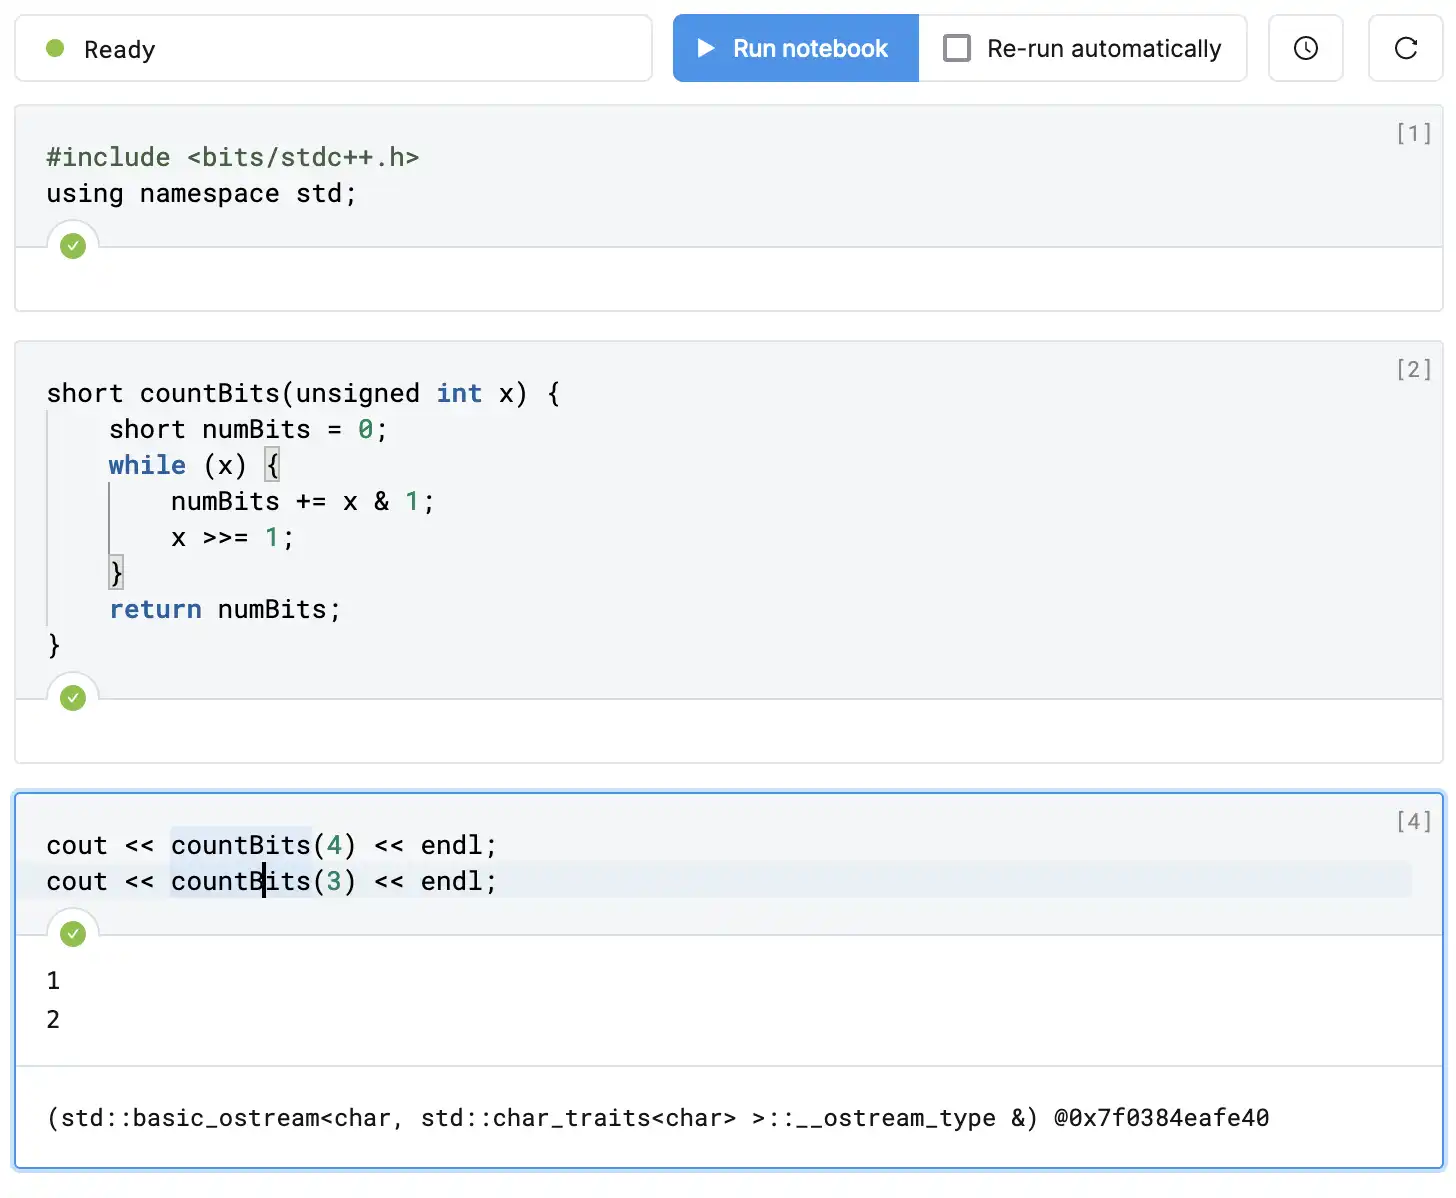 Ready
Run notebook
Re-run automatically
[1]
#include <bits/stdc++.h>
using namespace std;
[2]
short countBits(unsigned int x) {
    short numBits = 0;
    while (x) {
        numBits += x & 1;
        x >>= 1;
    }
    return numBits;
}
[4]
cout << countBits(4) << endl;
cout << countBits(3) << endl;
1
2
(std::basic_ostream<char, std::char_traits<char> >::__ostream_type &) @0x7f0384eafe40